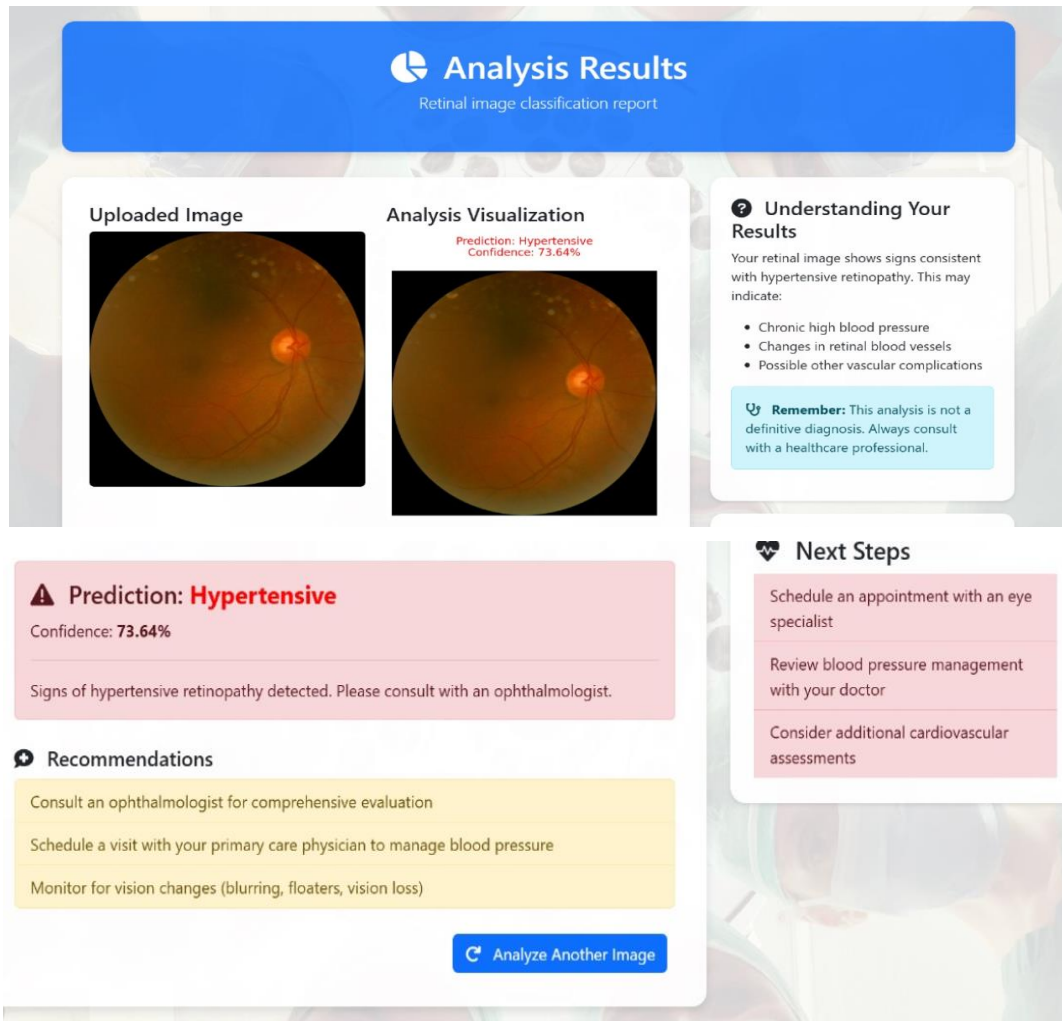 Analysis Results
Retinal image classification report
Uploaded Image
Analysis Visualization
Prediction: Hypertensive
Confidence: 73.64%
Understanding Your
Results
Your retinal image shows signs consistent
with hypertensive retinopathy. This may
indicate:
• Chronic high blood pressure
• Changes in retinal blood vessels
• Possible other vascular complications
Remember: This analysis is not a
definitive diagnosis. Always consult
with a healthcare professional.
Prediction: Hypertensive
Confidence: 73.64%
Signs of hypertensive retinopathy detected. Please consult with an ophthalmologist.
Recommendations
Consult an ophthalmologist for comprehensive evaluation
Schedule a visit with your primary care physician to manage blood pressure
Monitor for vision changes (blurring, floaters, vision loss)
Analyze Another Image
Next Steps
Schedule an appointment with an eye
specialist
Review blood pressure management
with your doctor
Consider additional cardiovascular
assessments